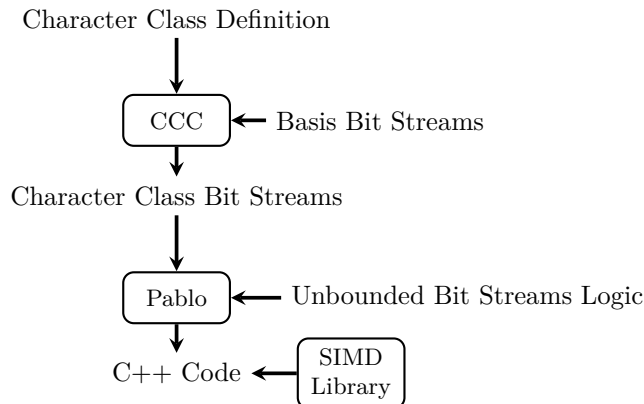 Character Class Definition
CCC
Basis Bit Streams
Character Class Bit Streams
Pablo
Unbounded Bit Streams Logic
C++ Code
SIMD
Library